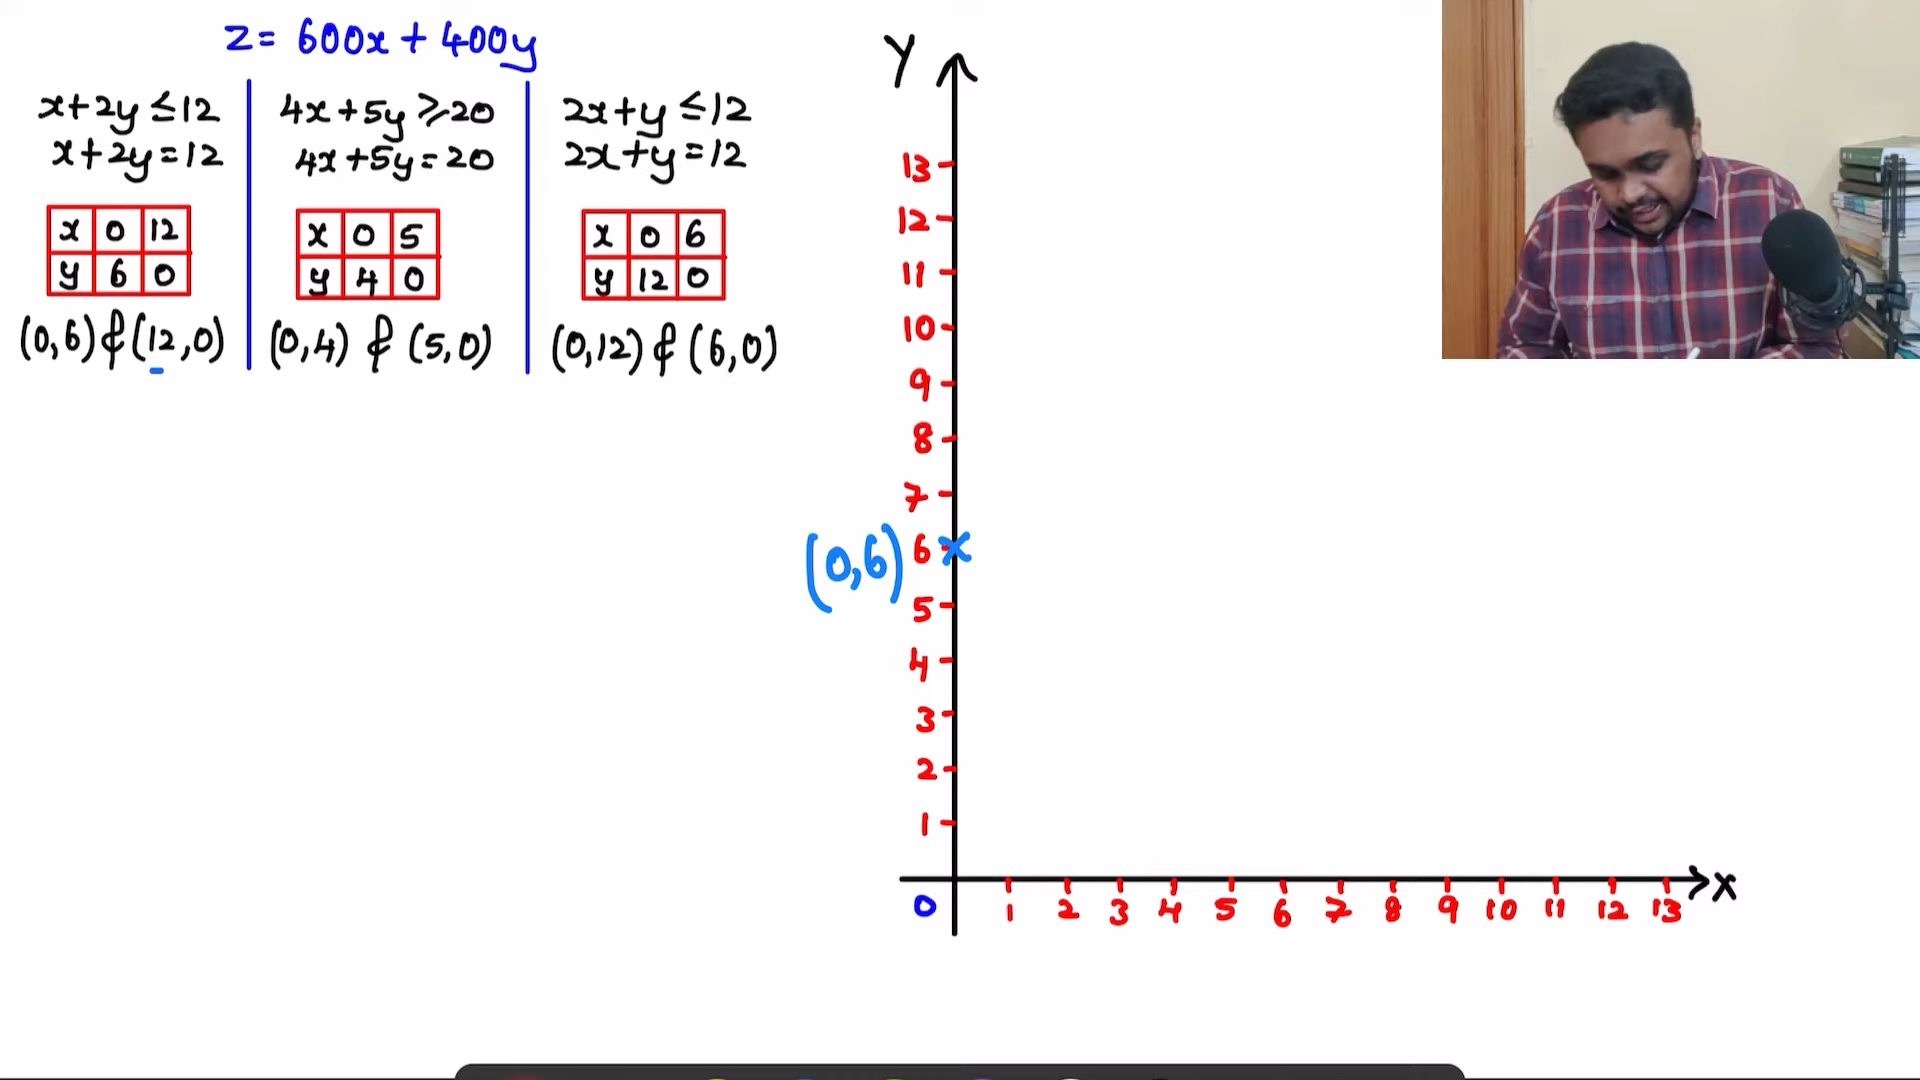 z = 600x + 400y
x+2y ≤ 12
x+2y = 12
x 0 12
y 6 0
(0,6) & (12,0)
4x+5y ≥ 20
4x+5y = 20
x 0 5
y 4 0
(0,4) & (5,0)
2x+y ≤ 12
2x+y = 12
x 0 6
y 12 0
(0,12) & (6,0)
Y
13
12
11
10
9
8
7
(0,6) 6
5
4
3
2
1
0 1 2 3 4 5 6 7 8 9 10 11 12 13 X